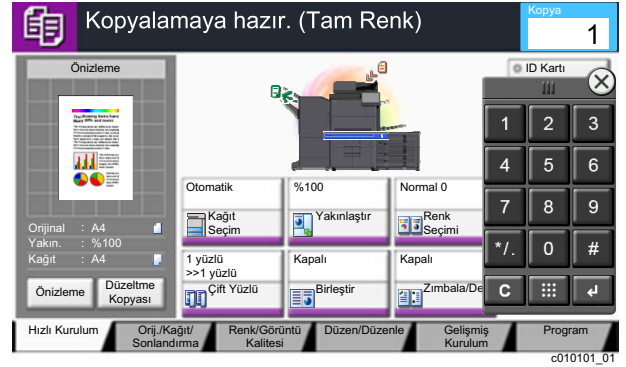 Kopyalamaya hazır. (Tam Renk)
Kopya
1
Önizleme
ID Kartı
Orijinal : A4
Yakın. : %100
Kağıt : A4
Önizleme
Düzeltme
Kopyası
Otomatik
Kağıt
Seçim
%100
Yakınlaştır
Normal 0
Renk
Seçimi
1 yüzlü
>>1 yüzlü
Çift Yüzlü
Kapalı
Birleştir
Kapalı
Zımbala/De
1 2 3
4 5 6
7 8 9
*/. 0 #
C
Hızlı Kurulum
Orij./Kağıt/
Sonlandırma
Renk/Görüntü
Kalitesi
Düzen/Düzenle
Gelişmiş
Kurulum
Program
c010101_01